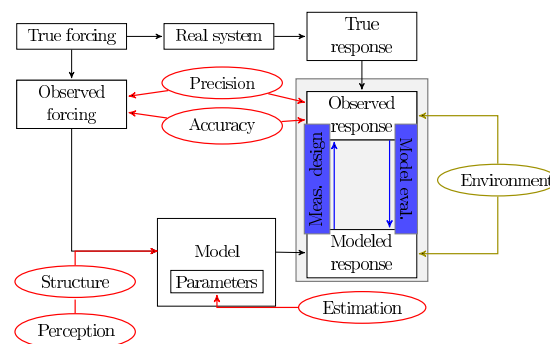 True forcing
Real system
True
response
Observed
forcing
Precision
Accuracy
Observed
response
Meas. design
Model eval.
Environment
Model
Parameters
Modeled
response
Structure
Perception
Estimation